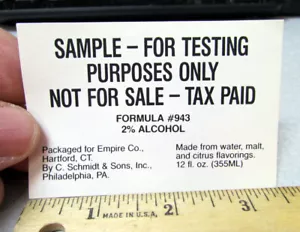 SAMPLE – FOR TESTING
PURPOSES ONLY
NOT FOR SALE – TAX PAID
FORMULA #943
2% ALCOHOL
Packaged for Empire Co.,
Hartford, CT.
By C. Schmidt & Sons, Inc.,
Philadelphia, PA.
Made from water, malt,
and citrus flavorings.
12 fl. oz. (355ML)
1 MADE IN U.S.A. 2 3